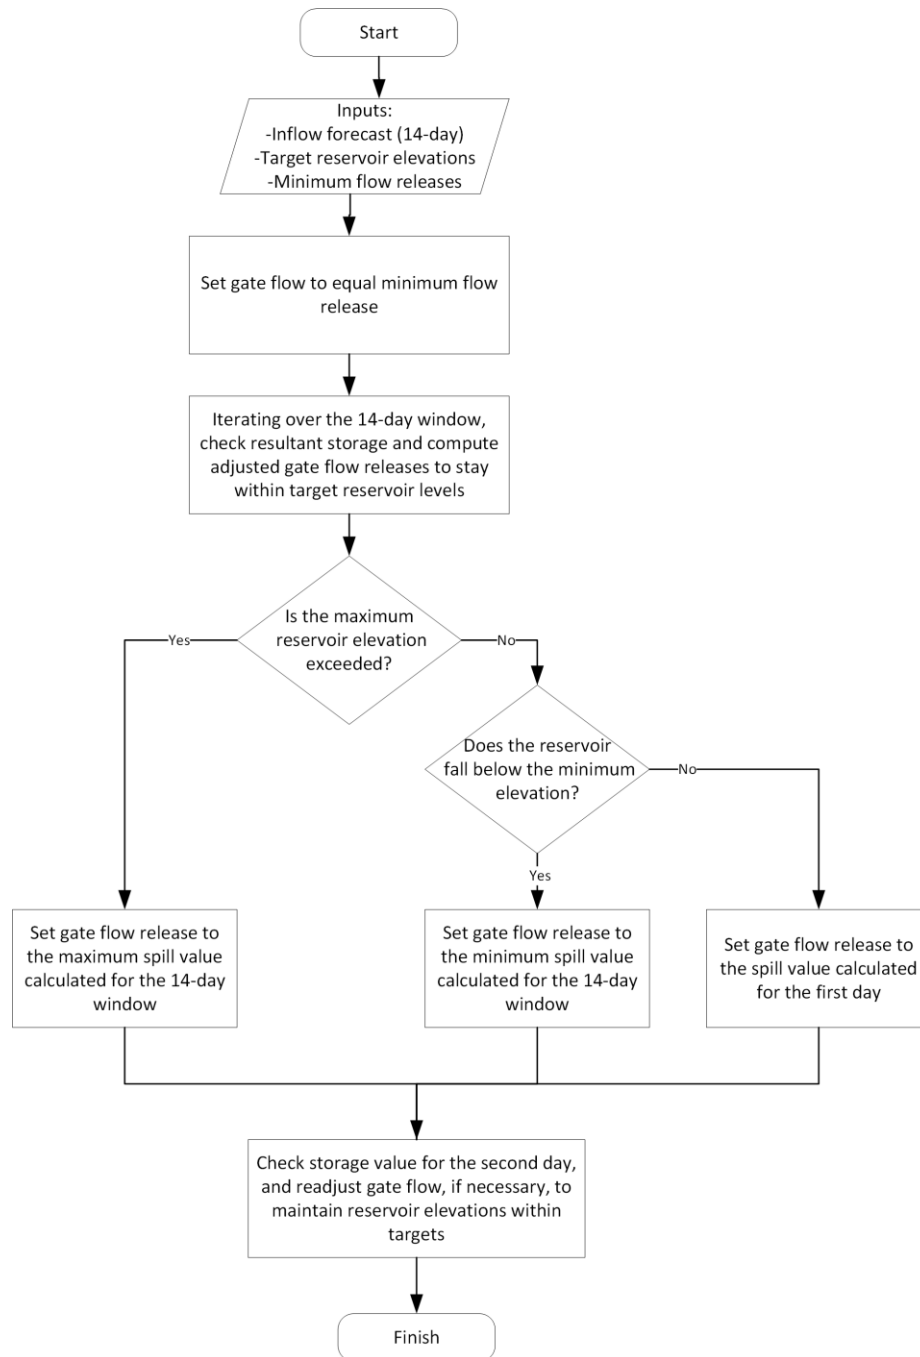 Start
Inputs:
-Inflow forecast (14-day)
-Target reservoir elevations
-Minimum flow releases
Set gate flow to equal minimum flow
release
Iterating over the 14-day window,
check resultant storage and compute
adjusted gate flow releases to stay
within target reservoir levels
Is the maximum
reservoir elevation
exceeded?
Yes
No
Does the reservoir
fall below the minimum
elevation?
No
Yes
Set gate flow release to
the maximum spill value
calculated for the 14-day
window
Set gate flow release to
the minimum spill value
calculated for the 14-day
window
Set gate flow release to
the spill value calculated
for the first day
Check storage value for the second day,
and readjust gate flow, if necessary, to
maintain reservoir elevations within
targets
Finish